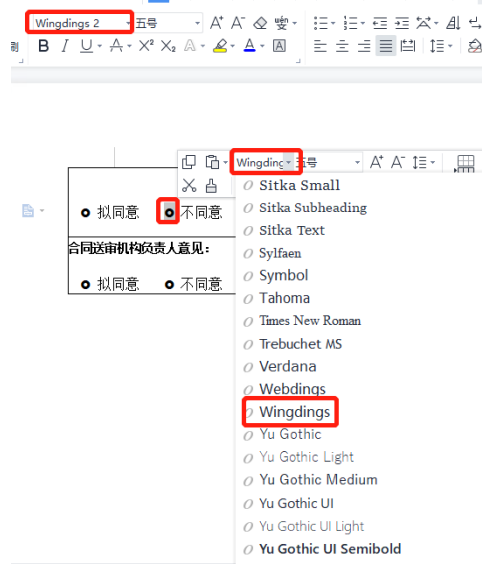 Wingdings 2 五号 A⁺ A⁻ wén
B I U A X² X₂ A A A
Wingding 五号 A⁺ A⁻
拟同意 不同意
合同送审机构负责人意见：
拟同意 不同意
O Sitka Small
O Sitka Subheading
O Sitka Text
O Sylfaen
O Symbol
O Tahoma
O Times New Roman
O Trebuchet MS
O Verdana
O Webdings
O Wingdings
O Yu Gothic
O Yu Gothic Light
O Yu Gothic Medium
O Yu Gothic UI
O Yu Gothic UI Light
O Yu Gothic UI Semibold